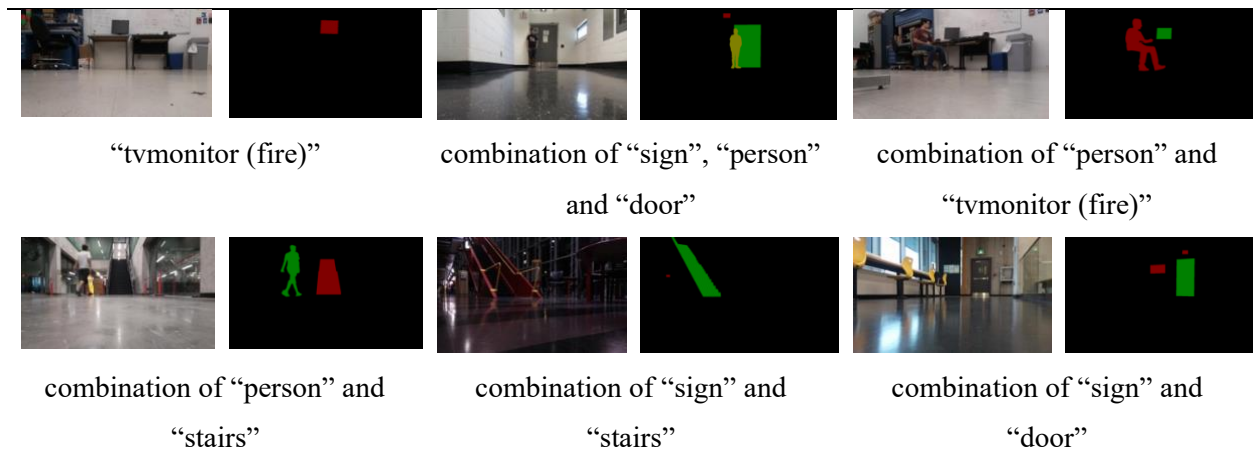 “tvmonitor (fire)”
combination of “sign”, “person”
and “door”
combination of “person” and
“tvmonitor (fire)”
combination of “person” and
“stairs”
combination of “sign” and
“stairs”
combination of “sign” and
“door”